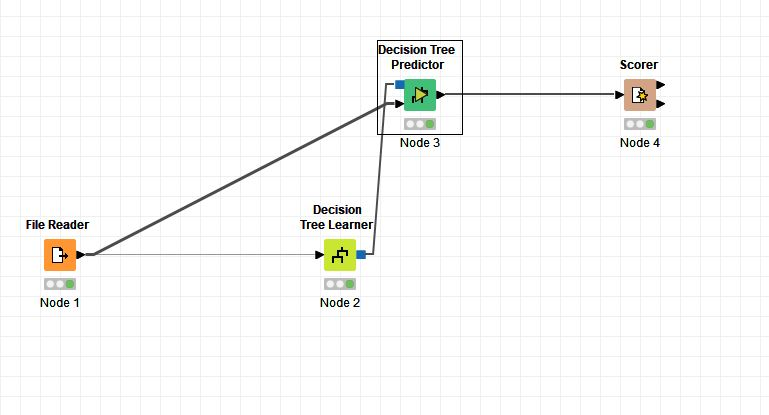 Decision Tree
Predictor
Node 3
Scorer
Node 4
File Reader
Node 1
Decision
Tree Learner
Node 2